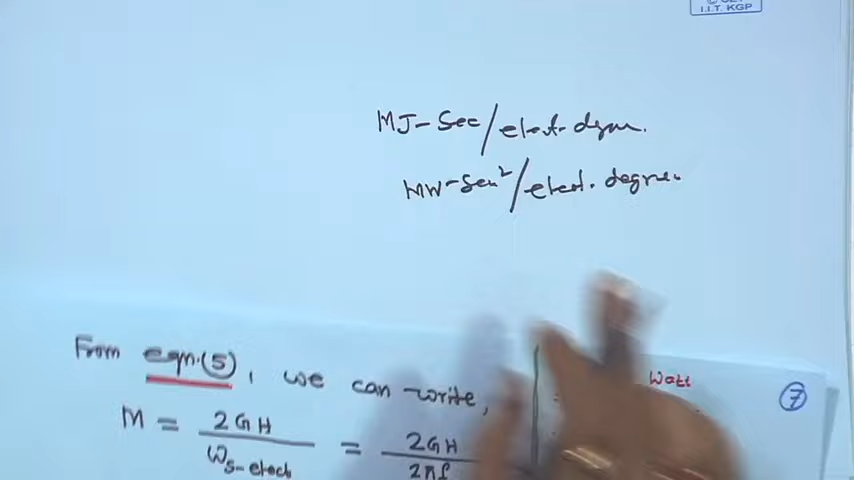 I.I.T. KGP
MJ-Sec/elect. degree.
MW-Sec²/elect. degree.
From eqn.(5), we can write,
Watt
7
M = 2GH / ωs-elect = 2GH / 2πf